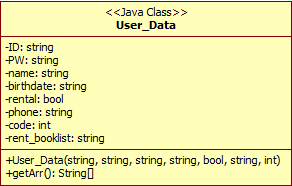 <<Java Class>>
User_Data
-ID: string
-PW: string
-name: string
-birthdate: string
-rental: bool
-phone: string
-code: int
-rent_booklist: string
+User_Data(string, string, string, string, bool, string, int)
+getArr(): String[]